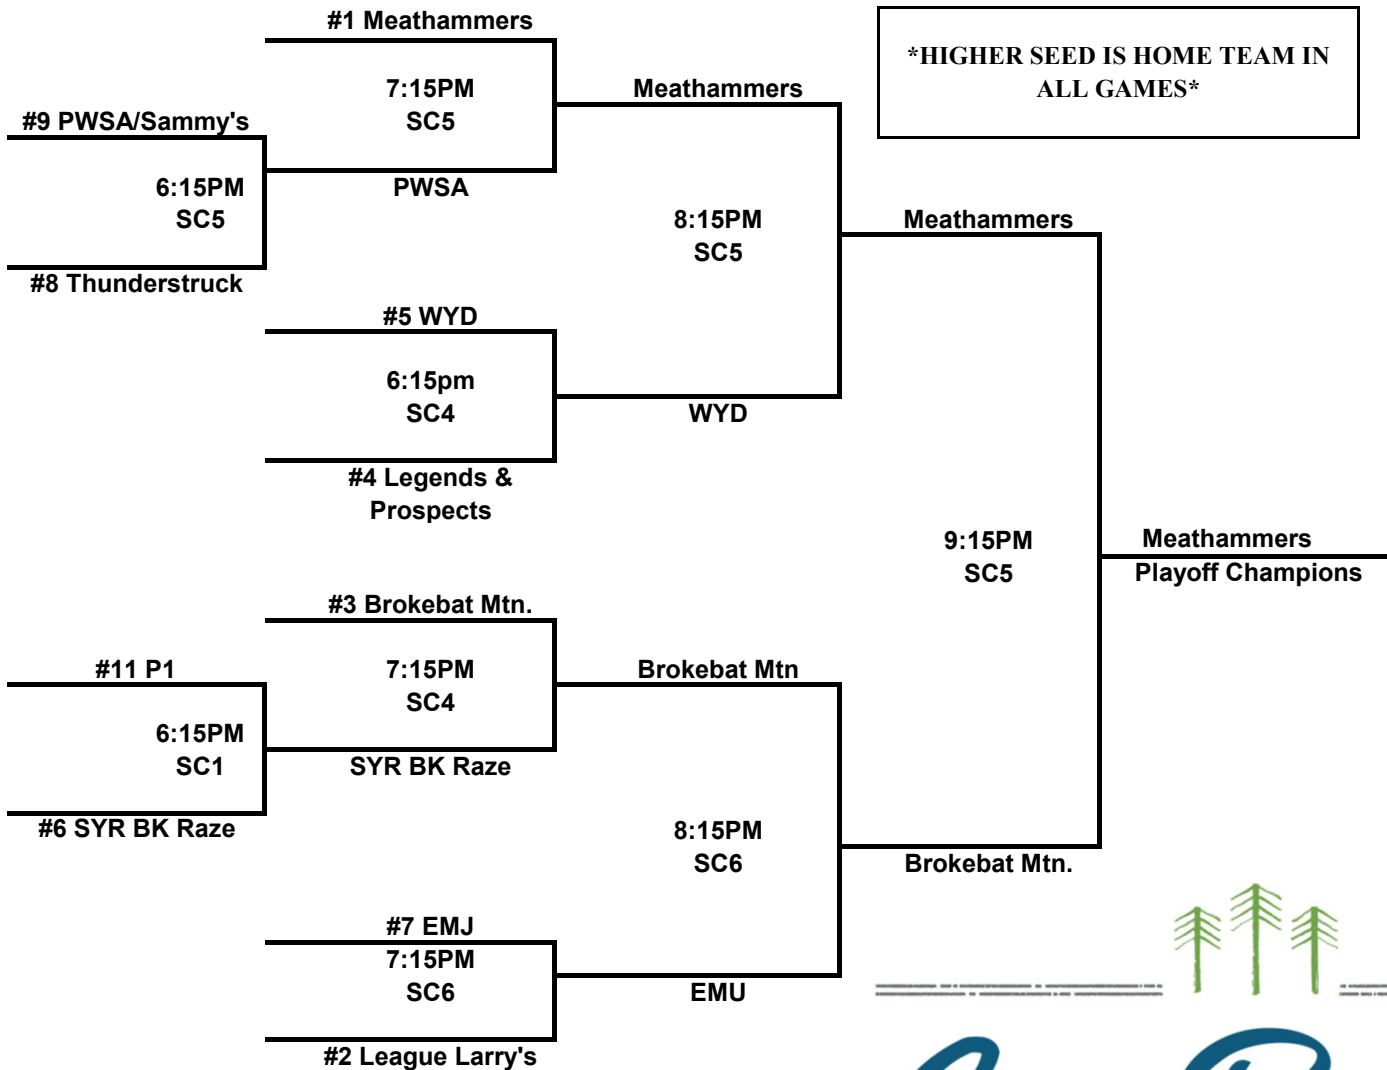 #1 Meathammers
*HIGHER SEED IS HOME TEAM IN
ALL GAMES*
7:15PM
SC5
Meathammers
#9 PWSA/Sammy's
6:15PM
SC5
PWSA
8:15PM
SC5
Meathammers
#8 Thunderstruck
#5 WYD
6:15pm
SC4
WYD
#4 Legends &
Prospects
9:15PM
SC5
Meathammers
Playoff Champions
#3 Brokebat Mtn.
#11 P1
7:15PM
SC4
Brokebat Mtn
6:15PM
SC1
SYR BK Raze
#6 SYR BK Raze
8:15PM
SC6
Brokebat Mtn.
#7 EMJ
7:15PM
SC6
EMU
#2 League Larry's